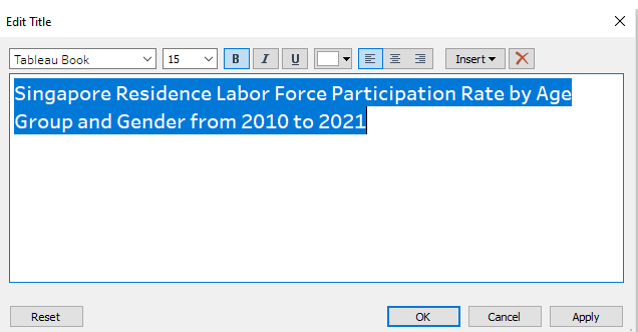 Edit Title
Tableau Book 15 B I U Insert
Singapore Residence Labor Force Participation Rate by Age
Group and Gender from 2010 to 2021
Reset OK Cancel Apply